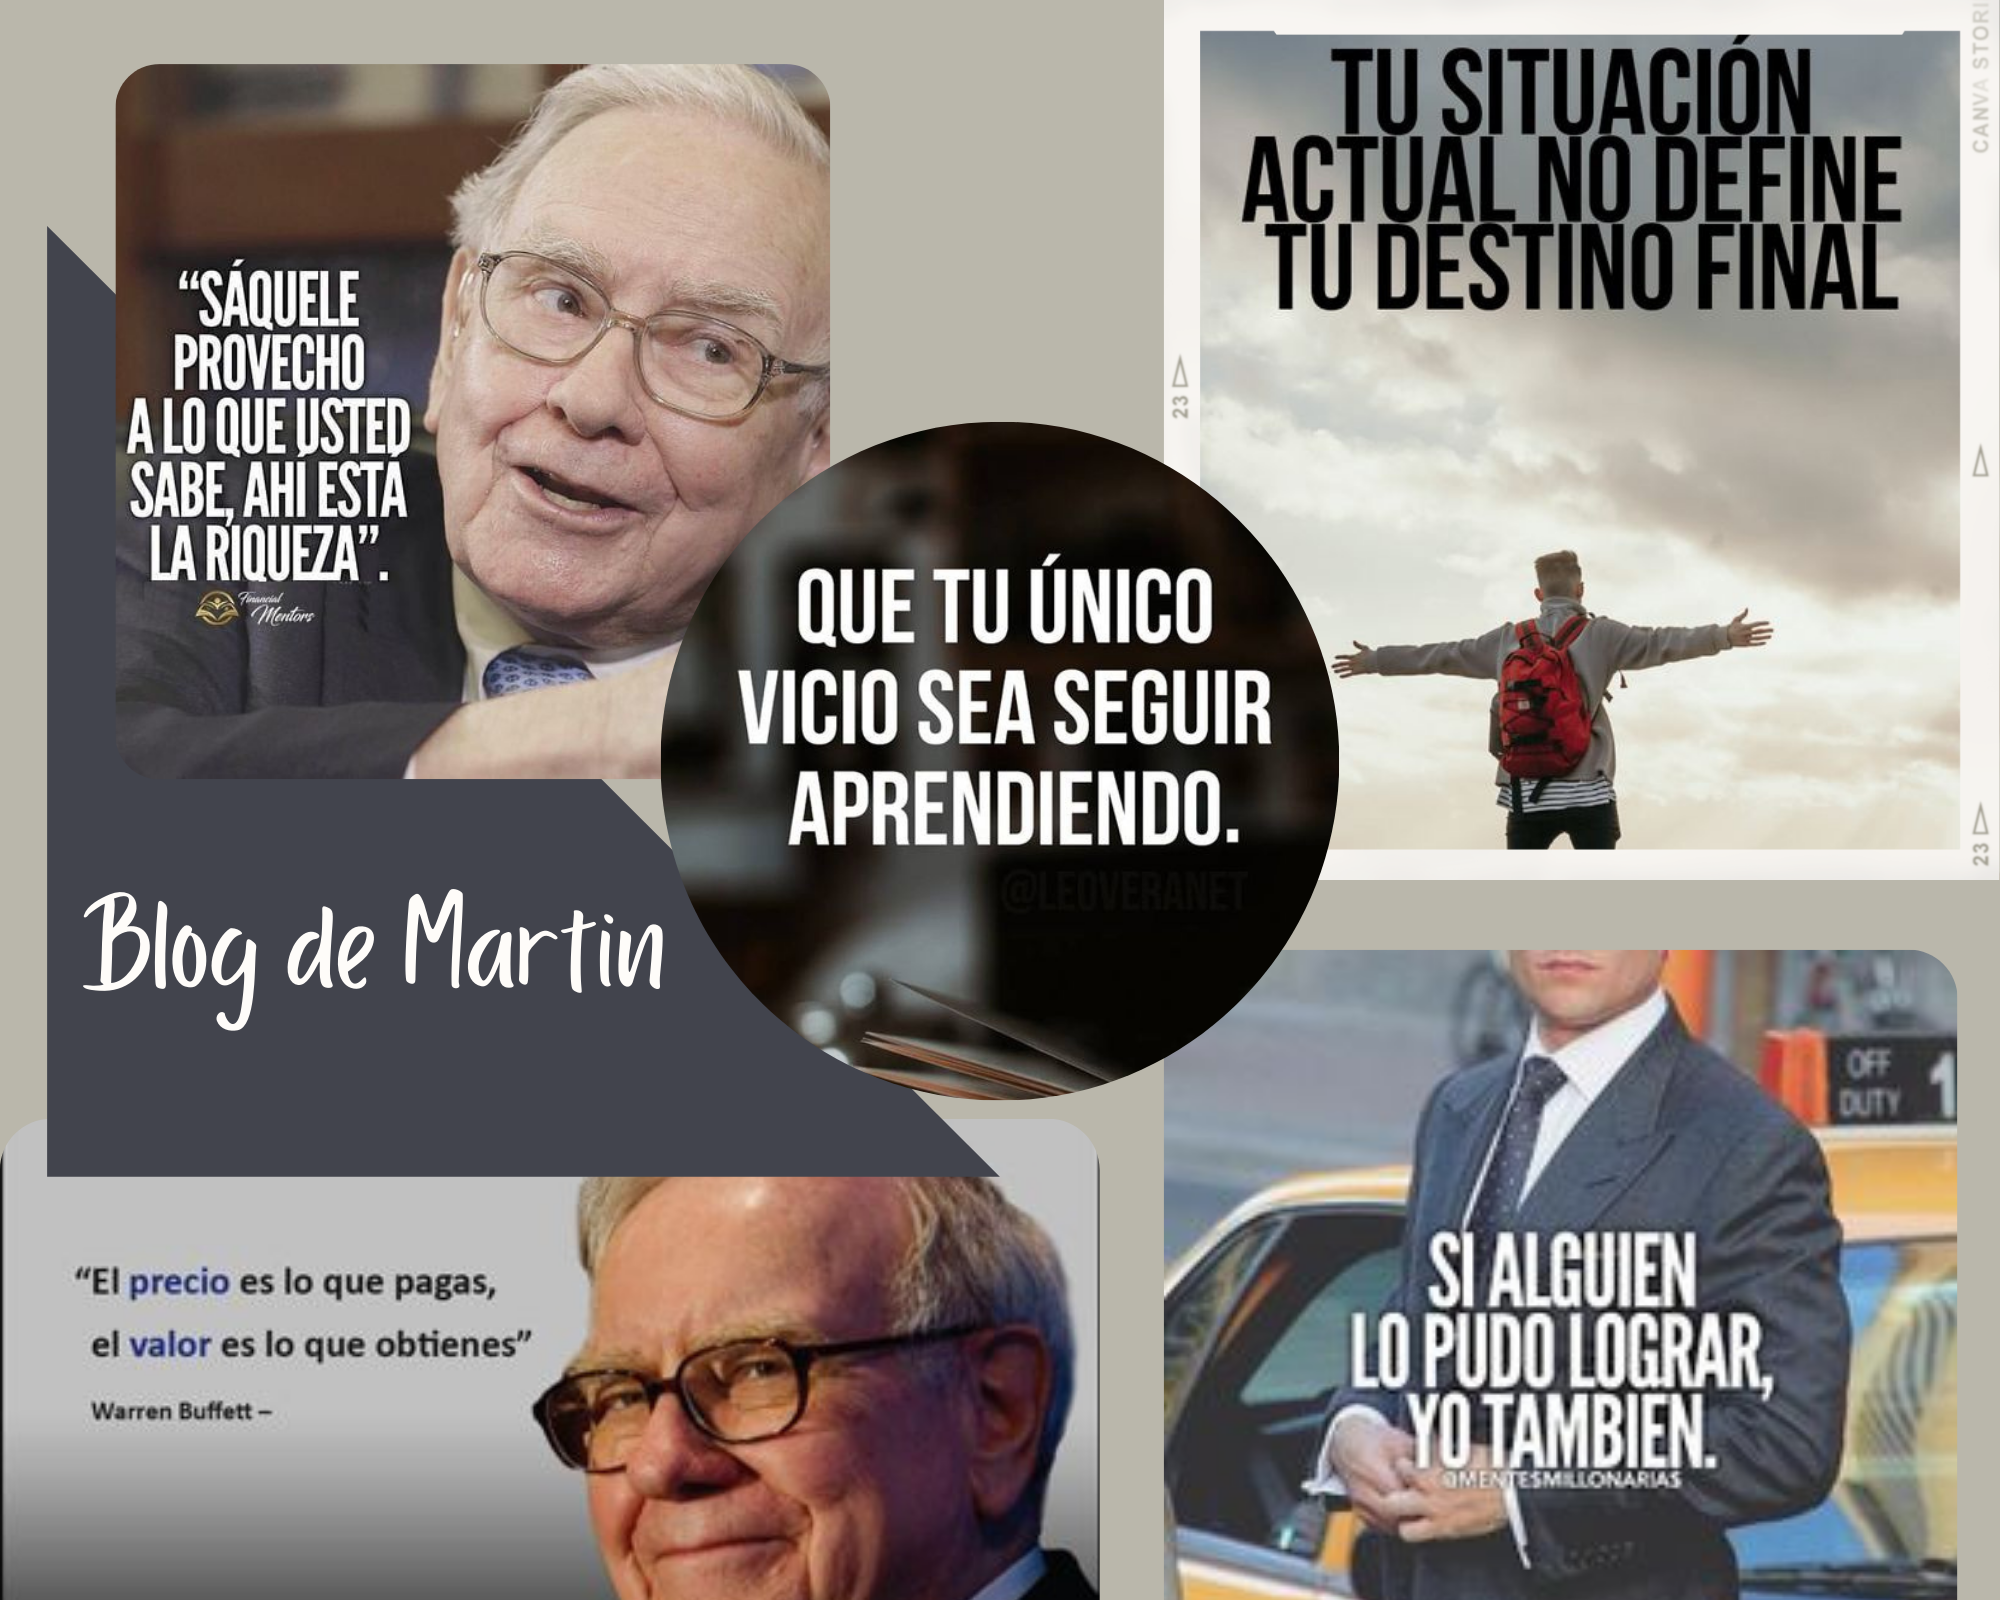 “SÁQUELE
PROVECHO
A LO QUE USTED
SABE, AHÍ ESTÁ
LA RIQUEZA”.
Financial
Mentors
TU SITUACIÓN
ACTUAL NO DEFINE
TU DESTINO FINAL
CANVA STORI
23
23
QUE TU ÚNICO
VICIO SEA SEGUIR
APRENDIENDO.
@LEOVERANET
Blog de Martin
“El precio es lo que pagas,
el valor es lo que obtienes”
Warren Buffett –
OFF
DUTY
1
SI ALGUIEN
LO PUDO LOGRAR,
YO TAMBIEN.
@MENTESMILLONARIAS